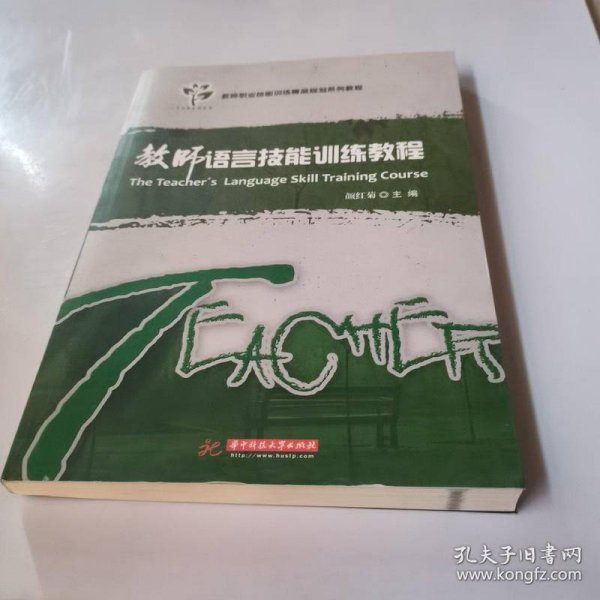 教师职业技能训练精品规划系列教程
教师语言技能训练教程
The Teacher's Language Skill Training Course
颜红菊◎主编
TEACHER
华中科技大学出版社
http://www.hustp.com
孔夫子旧书网
www.kongfz.com